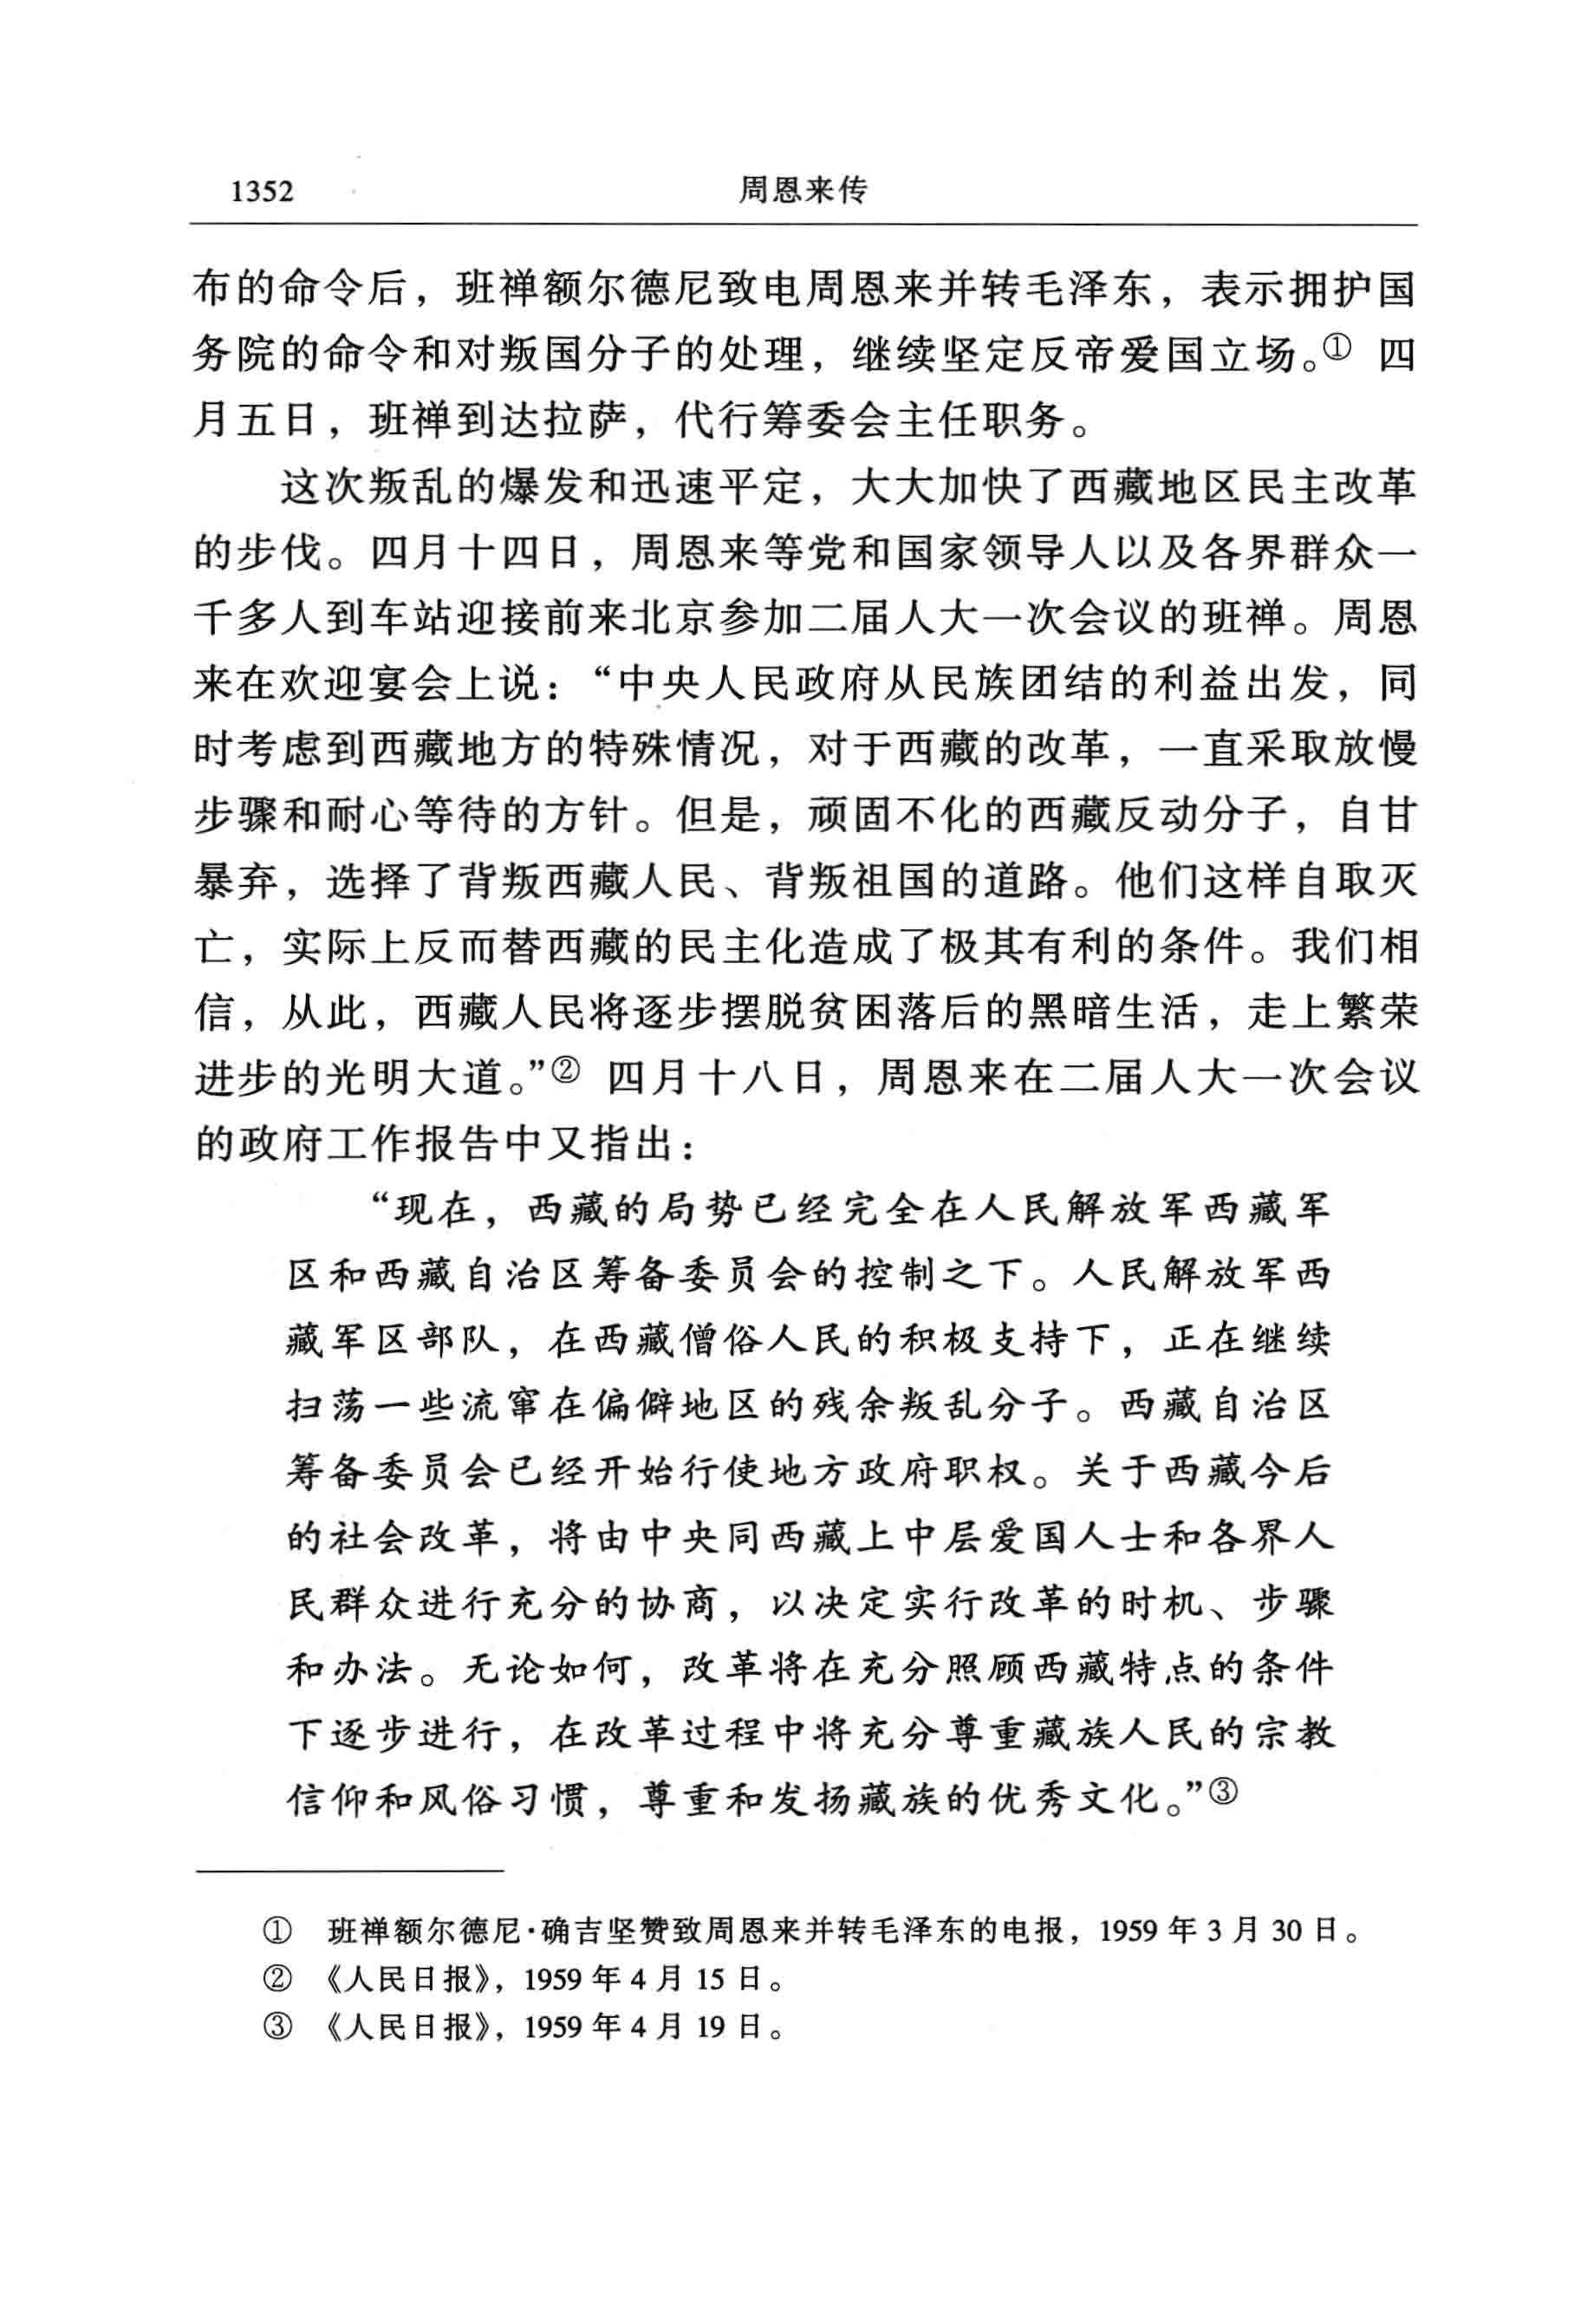 1352 周恩来传
布的命令后，班禅额尔德尼致电周恩来并转毛泽东，表示拥护国
务院的命令和对叛国分子的处理，继续坚定反帝爱国立场。① 四
月五日，班禅到达拉萨，代行筹委会主任职务。
这次叛乱的爆发和迅速平定，大大加快了西藏地区民主改革
的步伐。四月十四日，周恩来等党和国家领导人以及各界群众一
千多人到车站迎接前来北京参加二届人大一次会议的班禅。周恩
来在欢迎宴会上说：“中央人民政府从民族团结的利益出发，同
时考虑到西藏地方的特殊情况，对于西藏的改革，一直采取放慢
步骤和耐心等待的方针。但是，顽固不化的西藏反动分子，自甘
暴弃，选择了背叛西藏人民、背叛祖国的道路。他们这样自取灭
亡，实际上反而替西藏的民主化造成了极其有利的条件。我们相
信，从此，西藏人民将逐步摆脱贫困落后的黑暗生活，走上繁荣
进步的光明大道。”② 四月十八日，周恩来在二届人大一次会议
的政府工作报告中又指出：
“现在，西藏的局势已经完全在人民解放军西藏军
区和西藏自治区筹备委员会的控制之下。人民解放军西
藏军区部队，在西藏僧俗人民的积极支持下，正在继续
扫荡一些流窜在偏僻地区的残余叛乱分子。西藏自治区
筹备委员会已经开始行使地方政府职权。关于西藏今后
的社会改革，将由中央同西藏上中层爱国人士和各界人
民群众进行充分的协商，以决定实行改革的时机、步骤
和办法。无论如何，改革将在充分照顾西藏特点的条件
下逐步进行，在改革过程中将充分尊重藏族人民的宗教
信仰和风俗习惯，尊重和发扬藏族的优秀文化。”③
① 班禅额尔德尼·确吉坚赞致周恩来并转毛泽东的电报，1959 年 3 月 30 日。
② 《人民日报》，1959 年 4 月 15 日。
③ 《人民日报》，1959 年 4 月 19 日。